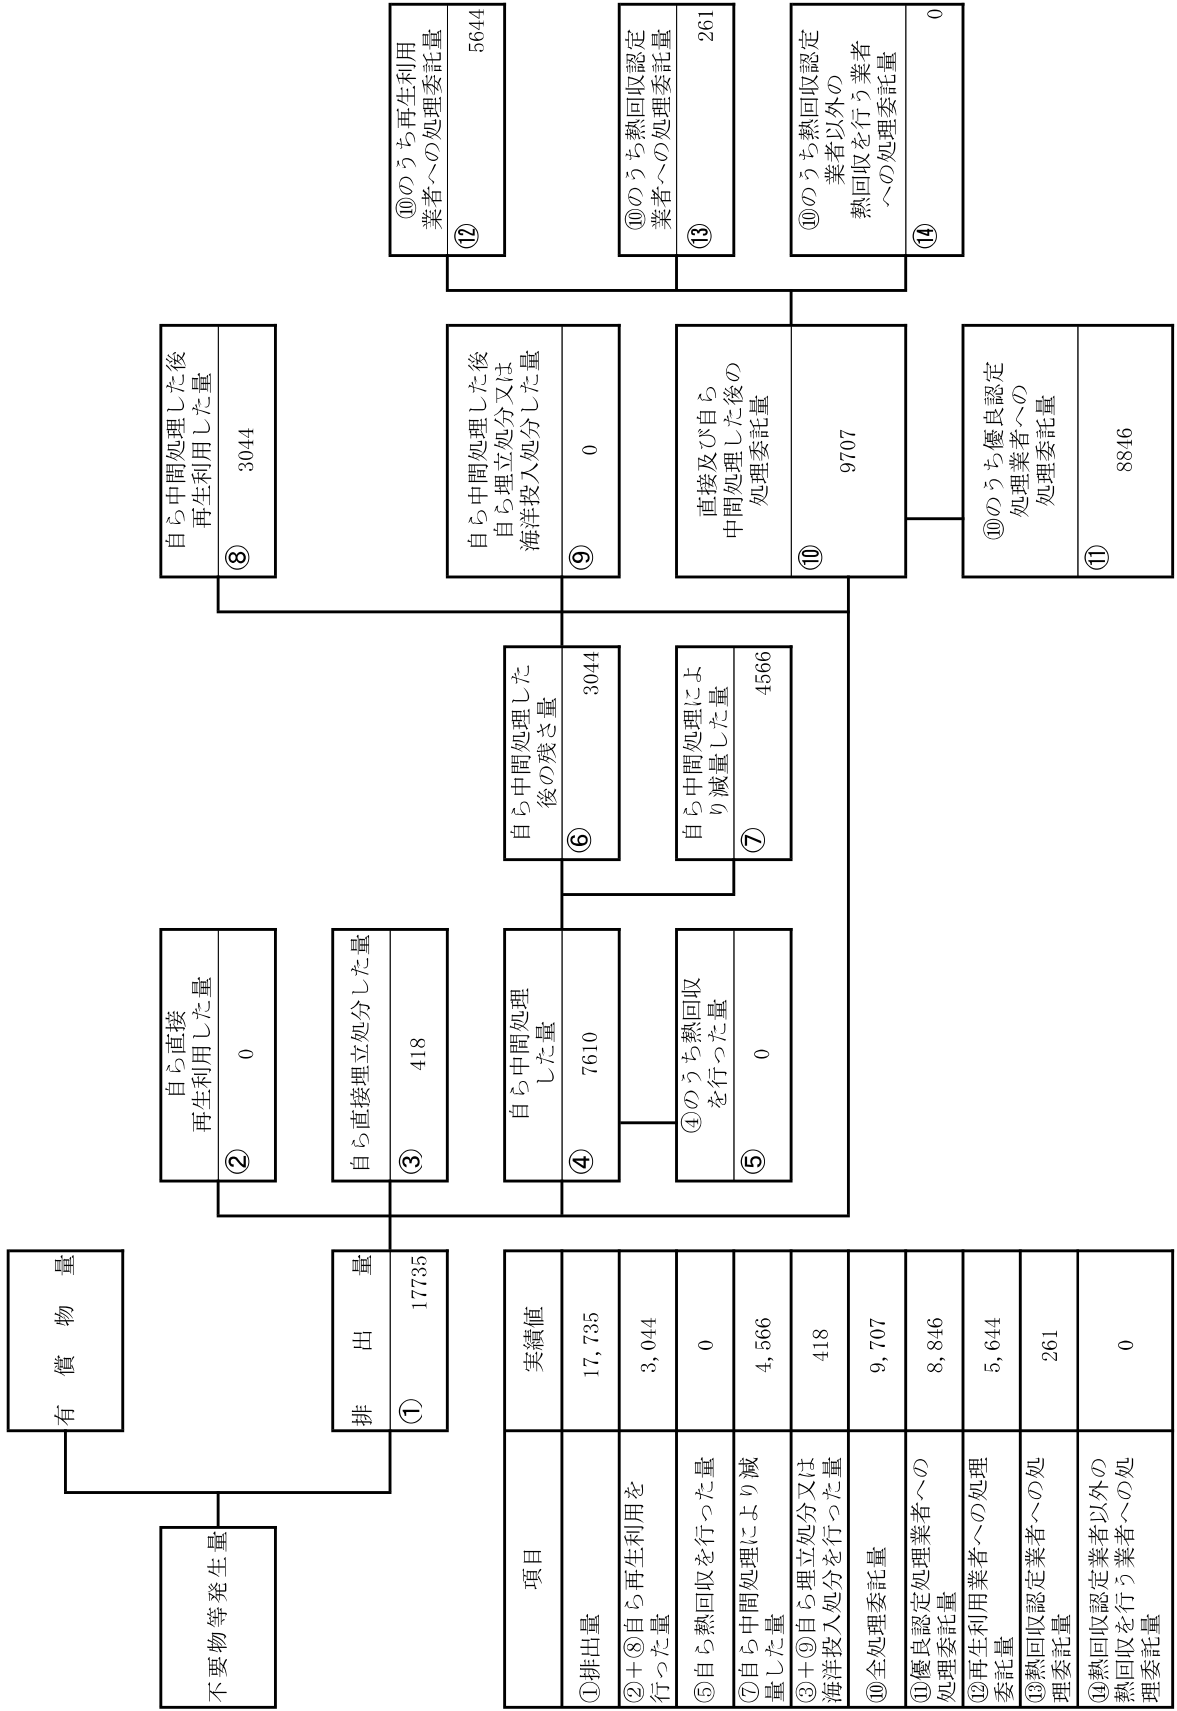 不要物等発生量
有償物量
排出量
①
17735
自ら直接
再生利用した量
②
0
自ら直接埋立処分した量
③
418
自ら中間処理
した量
④
7610
④のうち熱回収
を行った量
⑤
0
自ら中間処理した
後の残さ量
⑥
3044
自ら中間処理によ
り減量した量
⑦
4566
自ら中間処理した後
再生利用した量
⑧
3044
自ら中間処理した後
自ら埋立処分又は
海洋投入処分した量
⑨
0
直接及び自ら
中間処理した後の
処理委託量
⑩
9707
⑩のうち優良認定
処理業者への
処理委託量
⑪
8846
⑩のうち再生利用
業者への処理委託量
⑫
5644
⑩のうち熱回収認定
業者への処理委託量
⑬
261
⑩のうち熱回収認定
業者以外の
熱回収を行う業者
への処理委託量
⑭
0
項目
実績値
①排出量
17,735
②+⑧自ら再生利用を
行った量
3,044
⑤自ら熱回収を行った量
0
⑦自ら中間処理により減
量した量
4,566
③+⑨自ら埋立処分又は
海洋投入処分を行った量
418
⑩全処理委託量
9,707
⑪優良認定処理業者への
処理委託量
8,846
⑫再生利用業者への処理
委託量
5,644
⑬熱回収認定業者への処
理委託量
261
⑭熱回収認定業者以外の
熱回収を行う業者への処
理委託量
0